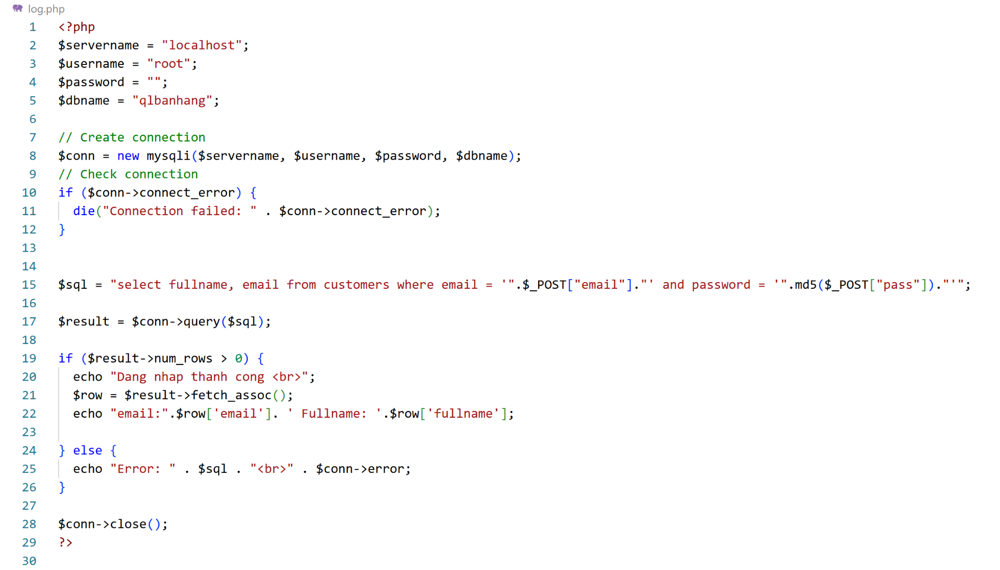 log.php
1 <?php
2 $servername = "localhost";
3 $username = "root";
4 $password = "";
5 $dbname = "qlbanhang";
6
7 // Create connection
8 $conn = new mysqli($servername, $username, $password, $dbname);
9 // Check connection
10 if ($conn->connect_error) {
11   die("Connection failed: " . $conn->connect_error);
12 }
13
14
15 $sql = "select fullname, email from customers where email = '".$_POST["email"]."' and password = '".md5($_POST["pass"])."'";
16
17 $result = $conn->query($sql);
18
19 if ($result->num_rows > 0) {
20   echo "Dang nhap thanh cong <br>";
21   $row = $result->fetch_assoc();
22   echo "email:".$row['email']. ' Fullname: '.$row['fullname'];
23
24 } else {
25   echo "Error: " . $sql . "<br>" . $conn->error;
26 }
27
28 $conn->close();
29 ?>
30